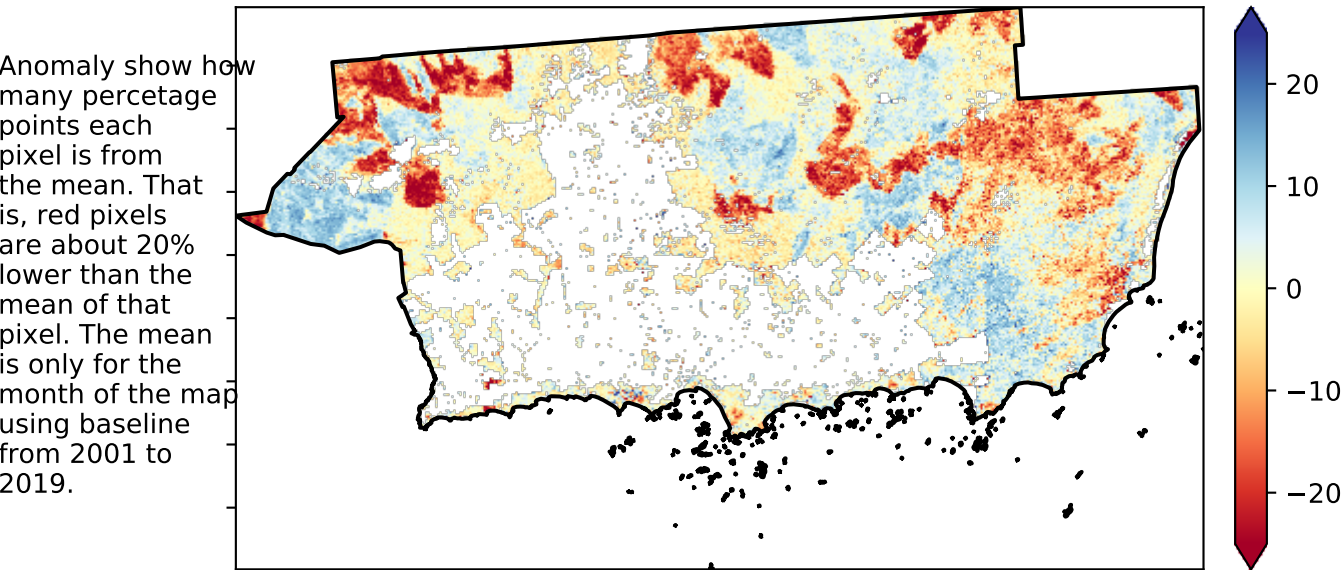 Anomaly show how
many percetage
points each
pixel is from
the mean. That
is, red pixels
are about 20%
lower than the
mean of that
pixel. The mean
is only for the
month of the map
using baseline
from 2001 to
2019.
20
10
0
−10
−20